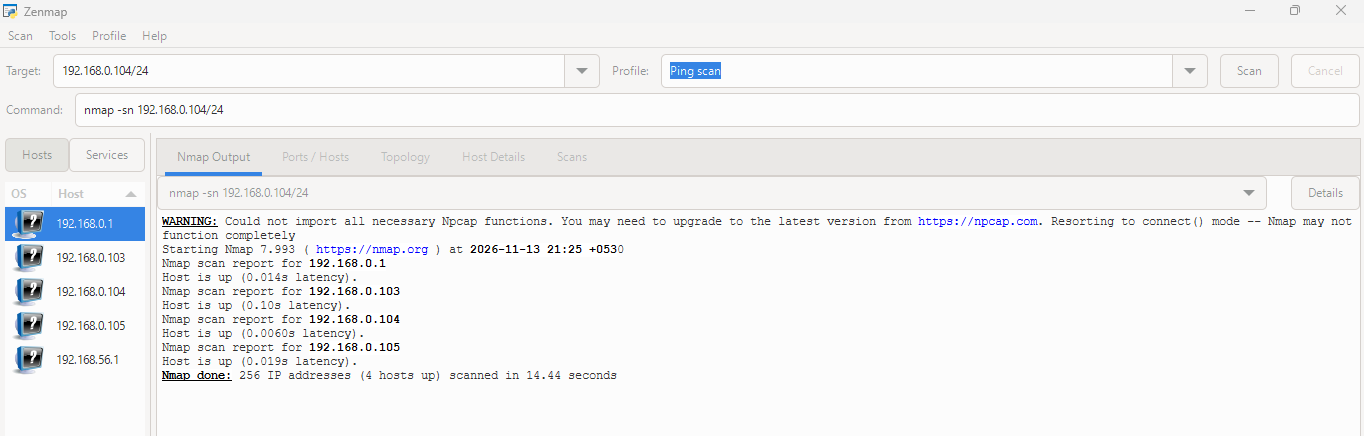 Zenmap
Scan Tools Profile Help
Target: 192.168.0.104/24 Profile: Ping scan Scan Cancel
Command: nmap -sn 192.168.0.104/24
Hosts Services
Nmap Output Ports / Hosts Topology Host Details Scans
OS Host
nmap -sn 192.168.0.104/24 Details
192.168.0.1
192.168.0.103
192.168.0.104
192.168.0.105
192.168.56.1
WARNING: Could not import all necessary Npcap functions. You may need to upgrade to the latest version from https://npcap.com. Resorting to connect() mode -- Nmap may not
function completely
Starting Nmap 7.993 ( https://nmap.org ) at 2026-11-13 21:25 +0530
Nmap scan report for 192.168.0.1
Host is up (0.014s latency).
Nmap scan report for 192.168.0.103
Host is up (0.10s latency).
Nmap scan report for 192.168.0.104
Host is up (0.0060s latency).
Nmap scan report for 192.168.0.105
Host is up (0.019s latency).
Nmap done: 256 IP addresses (4 hosts up) scanned in 14.44 seconds